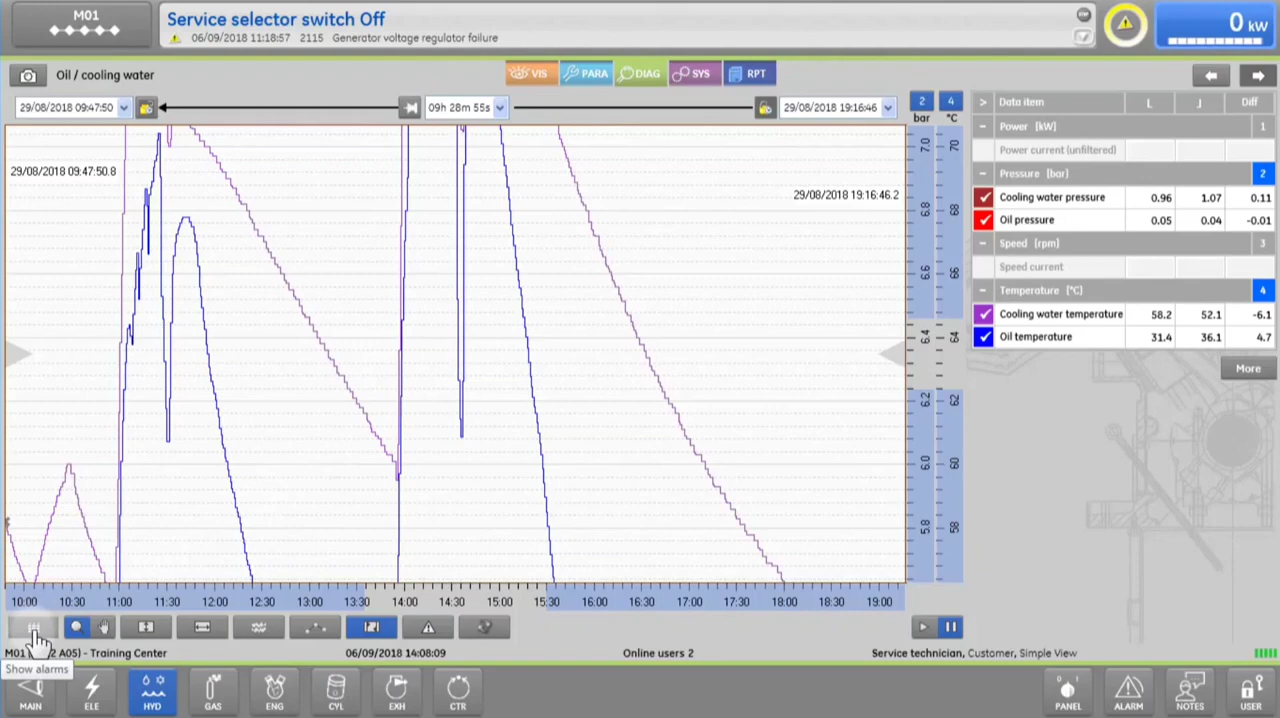 M01
Service selector switch Off
06/09/2018 11:18:57 2115 Generator voltage regulator failure
0 kW
Oil / cooling water
VIS PARA DIAG SYS RPT
29/08/2018 09:47:50
09h 28m 55s
29/08/2018 19:16:46
2 4
bar °C
29/08/2018 09:47:50.8
29/08/2018 19:16:46.2
7.0 70
6.8 68
6.6 66
6.4 64
6.2 62
6.0 60
5.8 58
> Data item L J Diff
− Power [kW] 1
Power current (unfiltered)
− Pressure [bar] 2
Cooling water pressure 0.96 1.07 0.11
Oil pressure 0.05 0.04 -0.01
− Speed [rpm] 3
Speed current
− Temperature [°C] 4
Cooling water temperature 58.2 52.1 -6.1
Oil temperature 31.4 36.1 4.7
More
10:00 10:30 11:00 11:30 12:00 12:30 13:00 13:30 14:00 14:30 15:00 15:30 16:00 16:30 17:00 17:30 18:00 18:30 19:00
M01 2 A05) - Training Center
06/09/2018 14:08:09
Online users 2
Service technician, Customer, Simple View
Show alarms
MAIN ELE HYD GAS ENG CYL EXH CTR PANEL ALARM NOTES USER